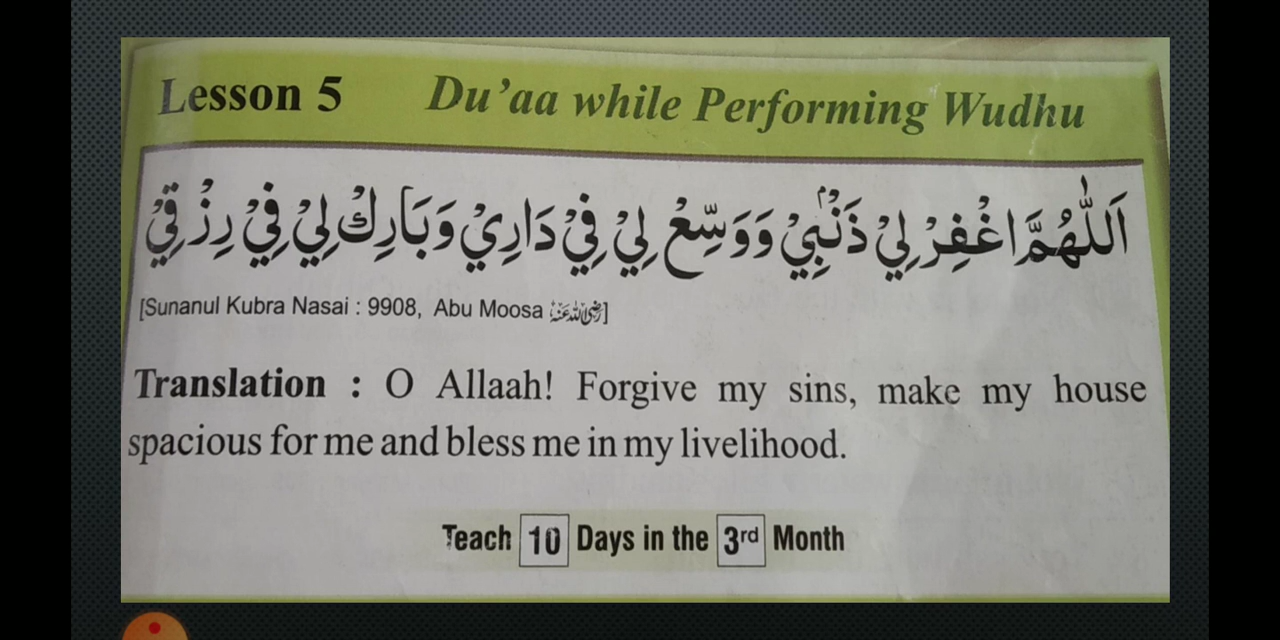 Lesson 5 Du'aa while Performing Wudhu
اَللّٰهُمَّ اغْفِرْ لِيْ ذَنْۢبِيْ وَوَسِّعْ لِيْ فِيْ دَارِيْ وَبَارِكْ لِيْ فِيْ رِزْقِيْ
[Sunanul Kubra Nasai : 9908, Abu Moosa رَضِيَ اللهُ عَنْهُ]
Translation : O Allaah! Forgive my sins, make my house
spacious for me and bless me in my livelihood.
Teach 10 Days in the 3rd Month